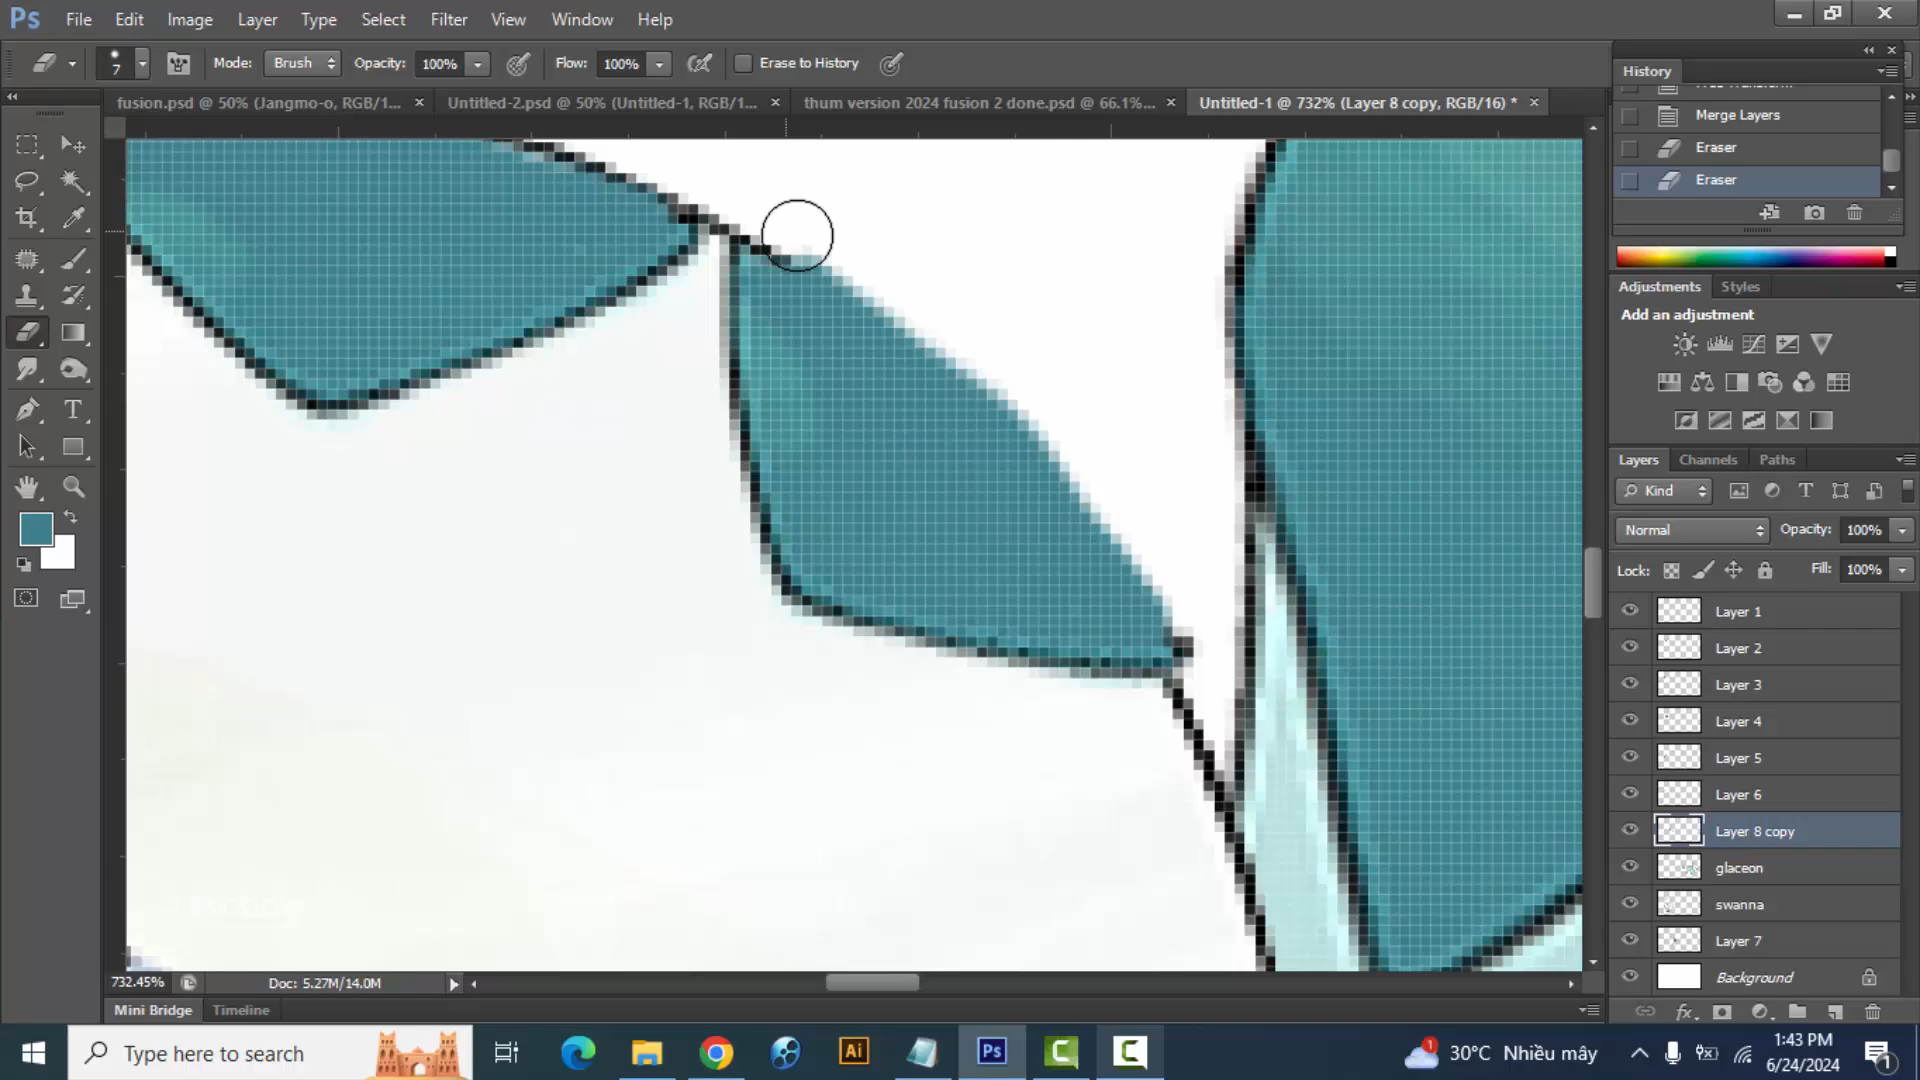 Ps File Edit Image Layer Type Select Filter View Window Help
7 Mode: Brush Opacity: 100% Flow: 100% Erase to History
fusion.psd @ 50% (Jangmo-o, RGB/1... × Untitled-2.psd @ 50% (Untitled-1, RGB/1... × thum version 2024 fusion 2 done.psd @ 66.1%... × Untitled-1 @ 732% (Layer 8 copy, RGB/16) * ×
History
Merge Layers
Eraser
Eraser
Adjustments Styles
Add an adjustment
Layers Channels Paths
Kind
Normal Opacity: 100%
Lock: Fill: 100%
Layer 1
Layer 2
Layer 3
Layer 4
Layer 5
Layer 6
Layer 8 copy
glaceon
swanna
Layer 7
Background
732.45% Doc: 5.27M/14.0M
Mini Bridge Timeline
Type here to search Ai Ps 1 30°C Nhiều mây 1:43 PM
6/24/2024 1